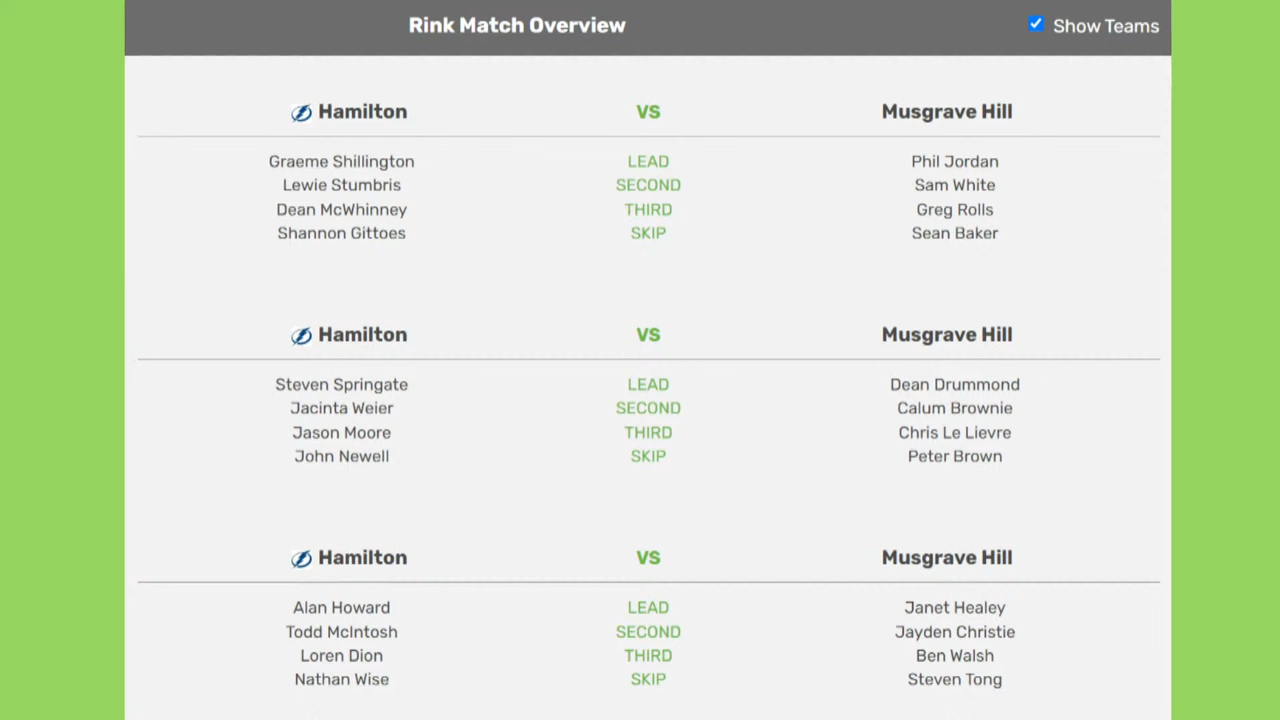 Rink Match Overview Show Teams
Hamilton VS Musgrave Hill
Graeme Shillington LEAD Phil Jordan
Lewie Stumbris SECOND Sam White
Dean McWhinney THIRD Greg Rolls
Shannon Gittoes SKIP Sean Baker
Hamilton VS Musgrave Hill
Steven Springate LEAD Dean Drummond
Jacinta Weier SECOND Calum Brownie
Jason Moore THIRD Chris Le Lievre
John Newell SKIP Peter Brown
Hamilton VS Musgrave Hill
Alan Howard LEAD Janet Healey
Todd McIntosh SECOND Jayden Christie
Loren Dion THIRD Ben Walsh
Nathan Wise SKIP Steven Tong